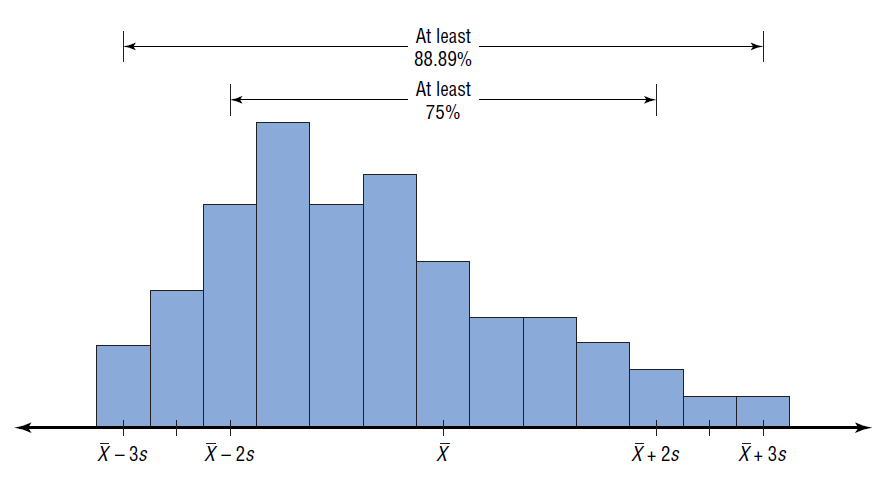 At least
88.89%
At least
75%
X̄ – 3s
X̄ – 2s
X̄
X̄ + 2s
X̄ + 3s